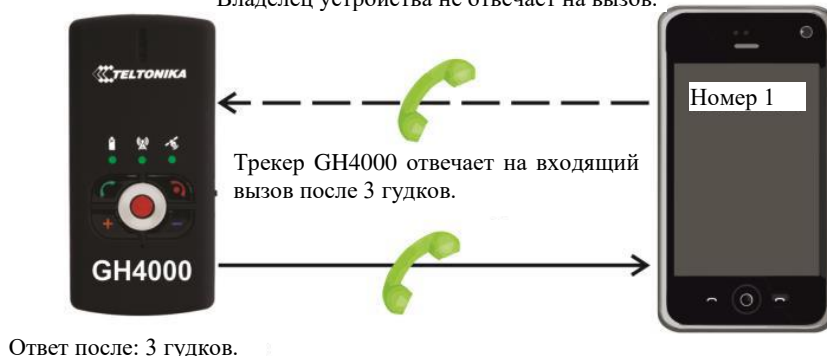 Владелец устройства не отвечает на вызов.
TELTONIKA
Номер 1
Трекер GH4000 отвечает на входящий
вызов после 3 гудков.
GH4000
Ответ после: 3 гудков.